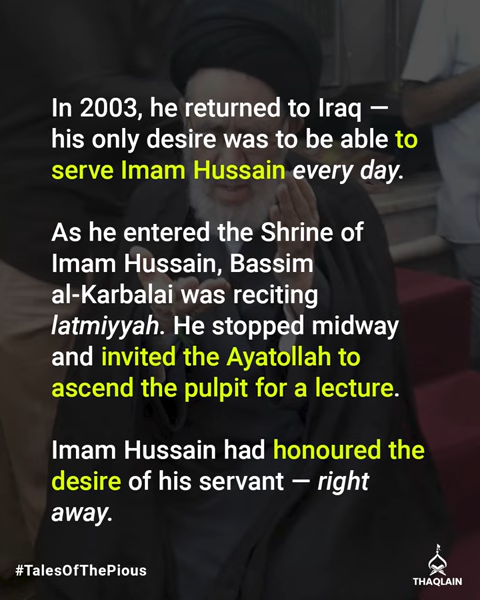 In 2003, he returned to Iraq —
his only desire was to be able to
serve Imam Hussain every day.
As he entered the Shrine of
Imam Hussain, Bassim
al-Karbalai was reciting
latmiyyah. He stopped midway
and invited the Ayatollah to
ascend the pulpit for a lecture.
Imam Hussain had honoured the
desire of his servant — right
away.
#TalesOfThePious
THAQLAIN